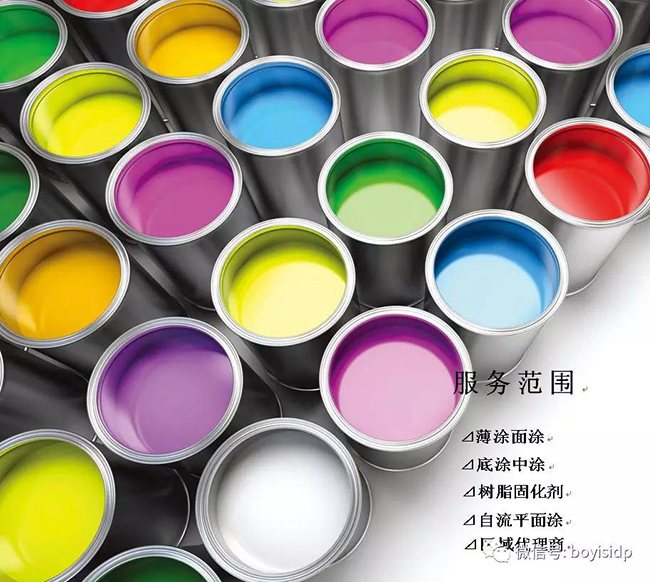 服务范围
⊿薄涂面涂
⊿底涂中涂
⊿树脂固化剂
⊿自流平面涂
⊿区域代理商
微信号: boyisidp